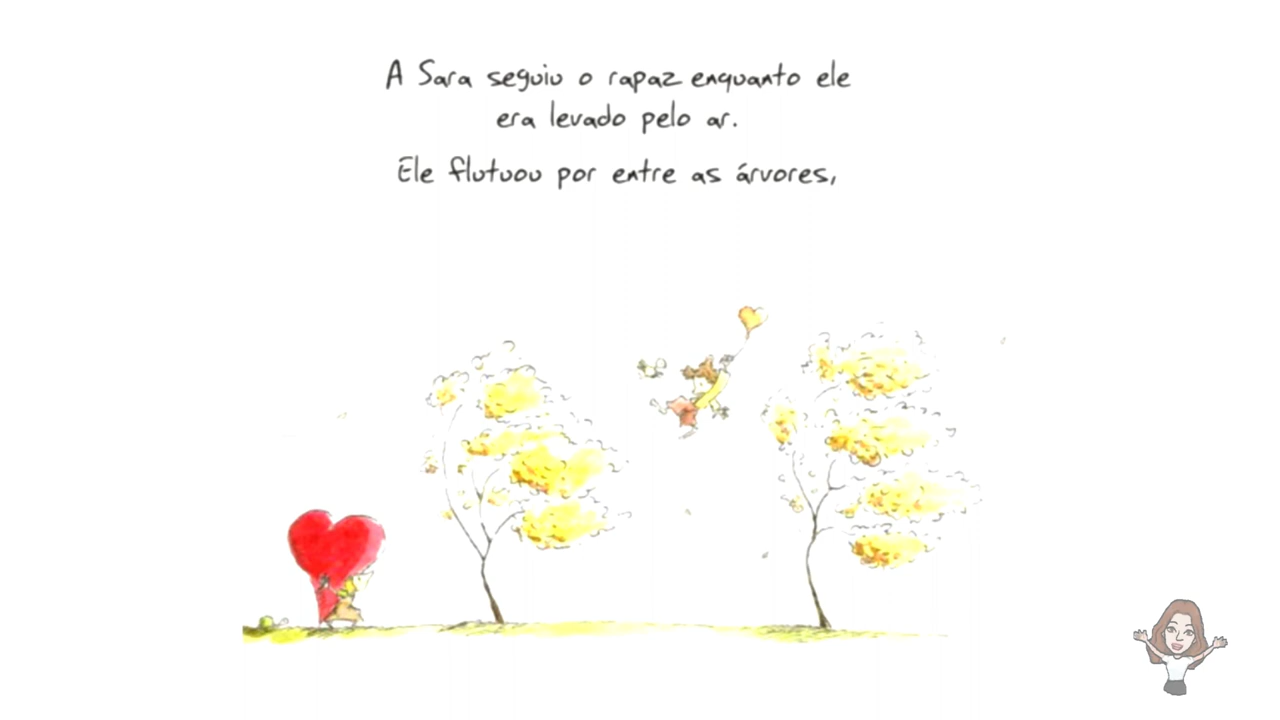 A Sara seguiu o rapaz enquanto ele
era levado pelo ar.
Ele flutuou por entre as árvores,